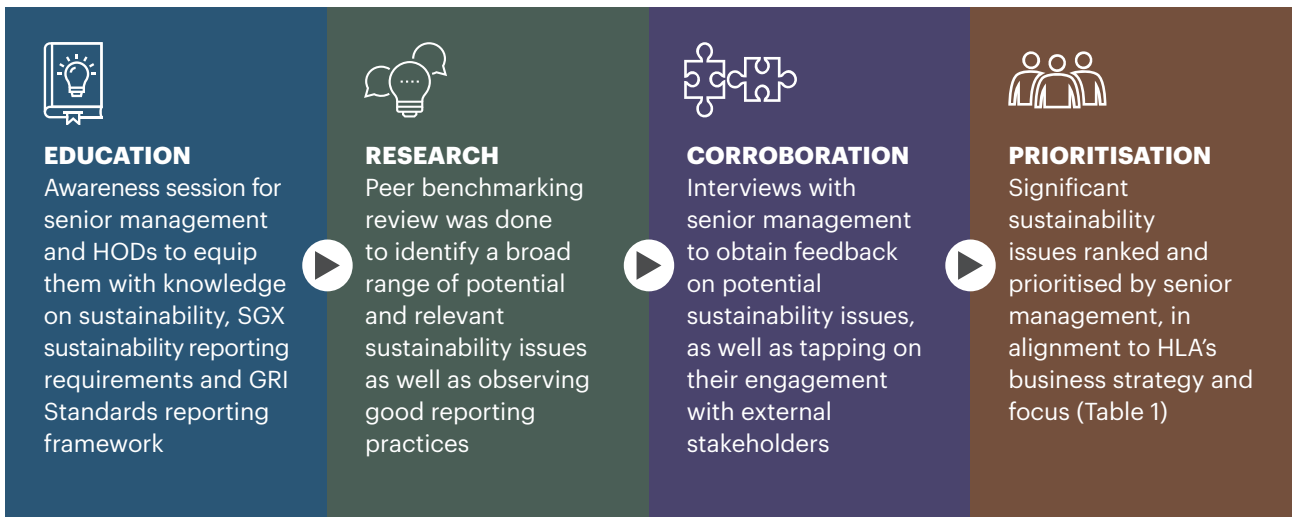 EDUCATION
Awareness session for
senior management
and HODs to equip
them with knowledge
on sustainability, SGX
sustainability reporting
requirements and GRI
Standards reporting
framework
RESEARCH
Peer benchmarking
review was done
to identify a broad
range of potential
and relevant
sustainability issues
as well as observing
good reporting
practices
CORROBORATION
Interviews with
senior management
to obtain feedback
on potential
sustainability issues,
as well as tapping on
their engagement
with external
stakeholders
PRIORITISATION
Significant
sustainability
issues ranked and
prioritised by senior
management, in
alignment to HLA’s
business strategy and
focus (Table 1)